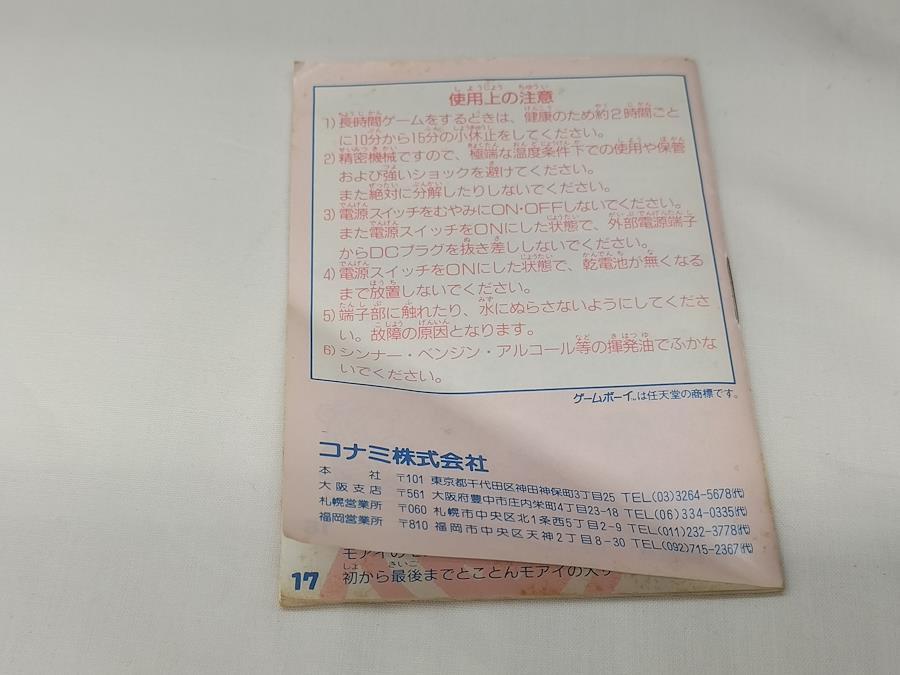 使用上の注意
1) 長時間ゲームをするときは、健康のため約2時間ごと
に10分から15分の小休止をしてください。
2) 精密機械ですので、極端な温度条件下での使用や保管
および強いショックを避けてください。
また絶対に分解したりしないでください。
3) 電源スイッチをむやみにON・OFFしないでください。
また電源スイッチをONにした状態で、外部電源端子
からDCプラグを抜き差ししないでください。
4) 電源スイッチをONにした状態で、乾電池が無くなる
まで放置しないでください。
5) 端子部に触れたり、水にぬらさないようにしてくださ
い。故障の原因となります。
6) シンナー・ベンジン・アルコール等の揮発油でふかな
いでください。
ゲームボーイ™は任天堂の商標です。
コナミ株式会社
本社 〒101 東京都千代田区神田神保町3丁目25 TEL(03)3264-5678(代)
大阪支店 〒561 大阪府豊中市庄内栄町4丁目23-18 TEL(06)334-0335(代)
札幌営業所 〒060 札幌市中央区北1条西5丁目2-9 TEL(011)232-3778(代)
福岡営業所 〒810 福岡市中央区天神2丁目8-30 TEL(092)715-2367(代)
モアイの
17 初から最後までとことんモアイの